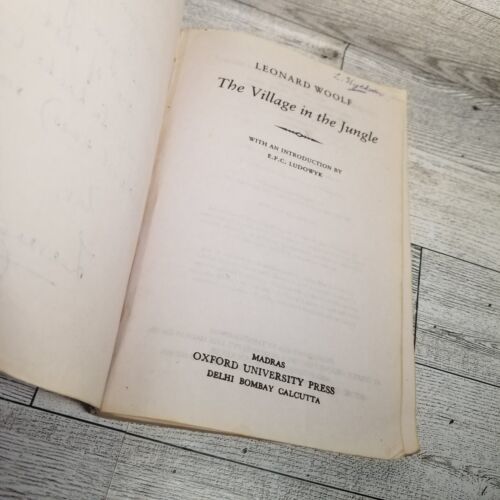 LEONARD WOOLF
The Village in the Jungle
WITH AN INTRODUCTION BY
E.F.C. LUDOWYK
MADRAS
OXFORD UNIVERSITY PRESS
DELHI BOMBAY CALCUTTA